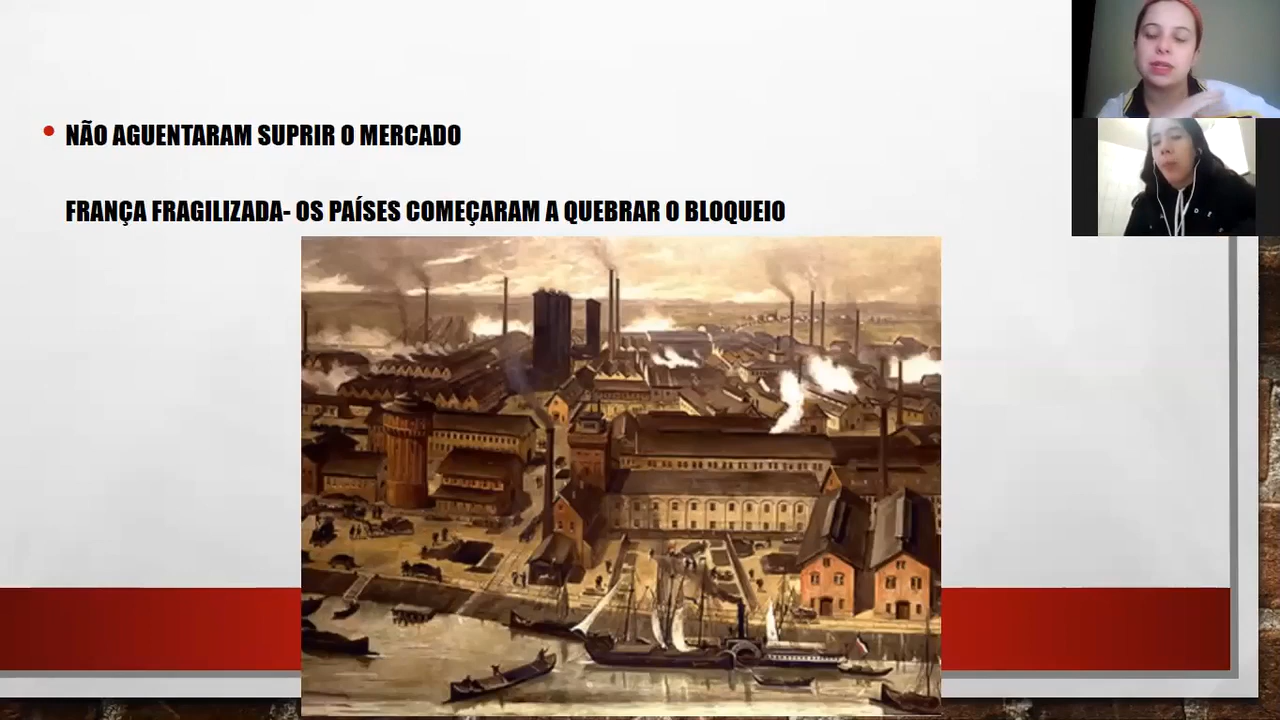 NÃO AGUENTARAM SUPRIR O MERCADO
FRANÇA FRAGILIZADA- OS PAÍSES COMEÇARAM A QUEBRAR O BLOQUEIO